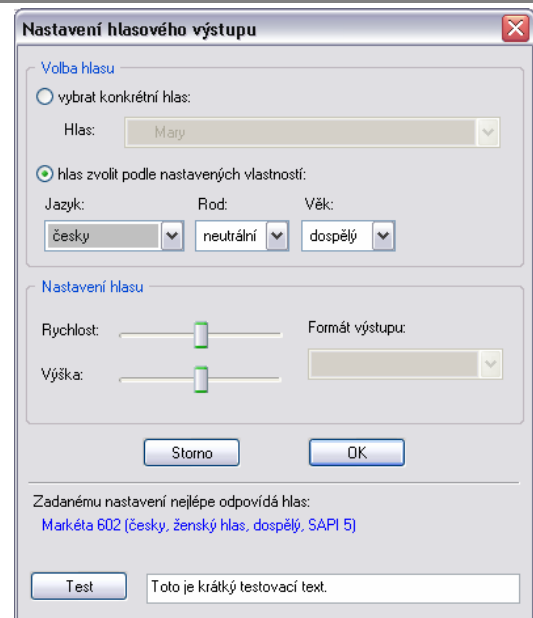 Nastavení hlasového výstupu
Volba hlasu
vybrat konkrétní hlas:
Hlas: Mary
hlas zvolit podle nastavených vlastností:
Jazyk: Rod: Věk:
česky neutrální dospělý
Nastavení hlasu
Rychlost: Formát výstupu:
Výška:
Storno OK
Zadanému nastavení nejlépe odpovídá hlas:
Markéta 602 (česky, ženský hlas, dospělý, SAPI 5)
Test Toto je krátký testovací text.